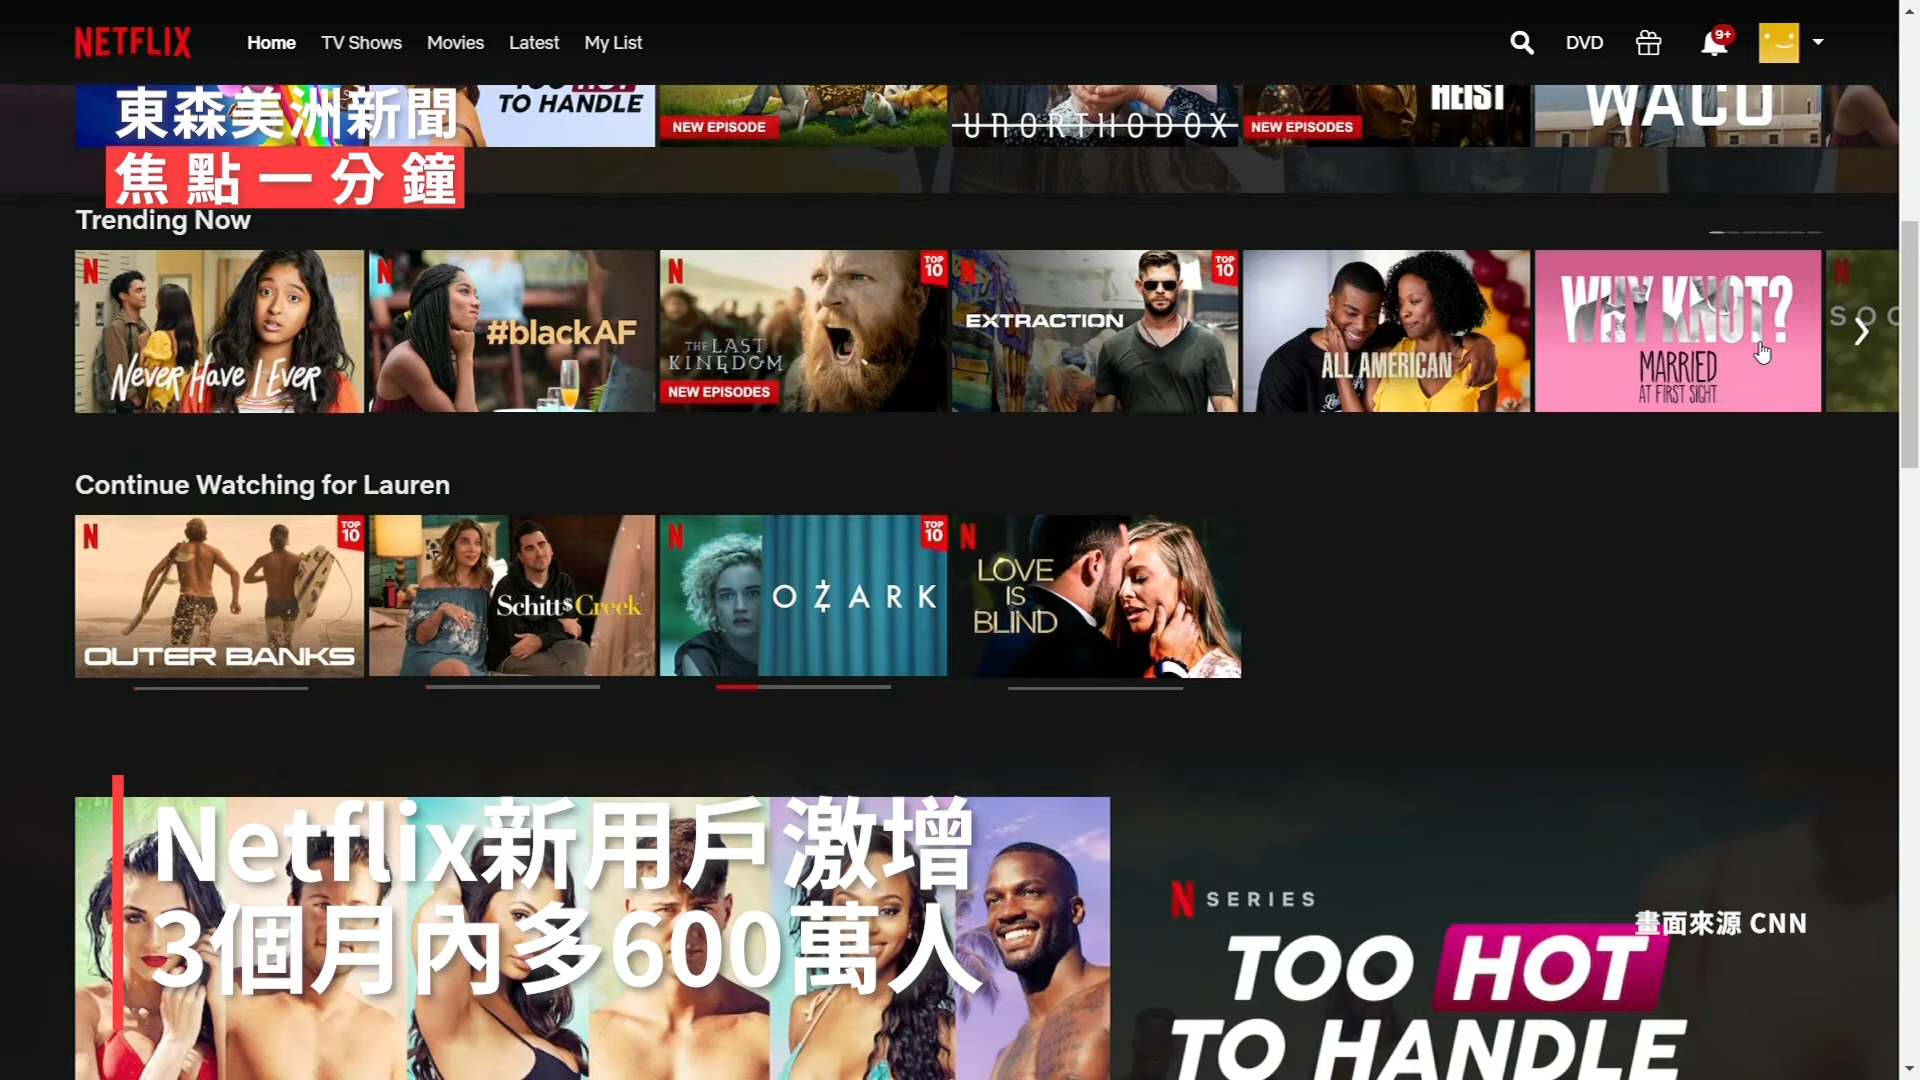 NETFLIX
Home TV Shows Movies Latest My List
DVD
9+
東森美洲新聞
TO HANDLE
NEW EPISODE
UNORTHODOX
HEIST
NEW EPISODES
WACO
焦點一分鐘
Trending Now
N
Never Have I Ever
N
#blackAF
N
TOP 10
THE LAST
KINGDOM
NEW EPISODES
N
TOP 10
EXTRACTION
ALL AMERICAN
WHY KNOT?
MARRIED
AT FIRST SIGHT
N
Continue Watching for Lauren
N
TOP 10
OUTER BANKS
Schitt$ Creek
N
TOP 10
OZARK
N
LOVE
IS
BLIND
Netflix新用戶激增
3個月內多600萬人
N SERIES
畫面來源 CNN
TOO HOT
TO HANDLE